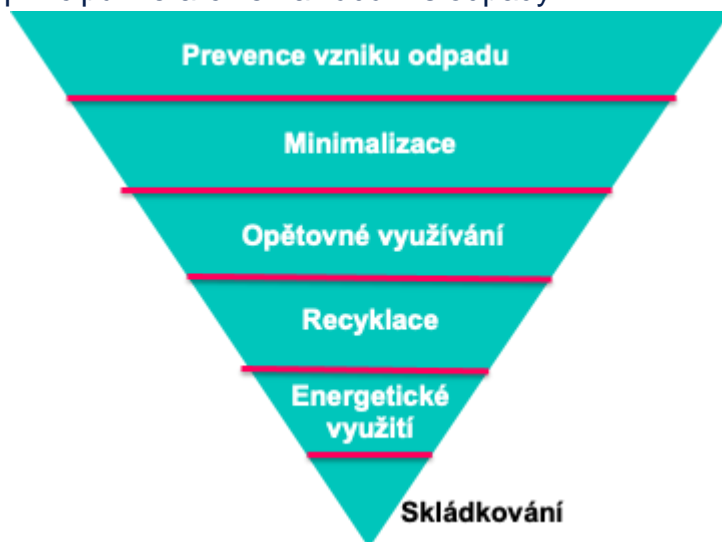 Prevence vzniku odpadu
Minimalizace
Opětovné využívání
Recyklace
Energetické
využití
Skládkování